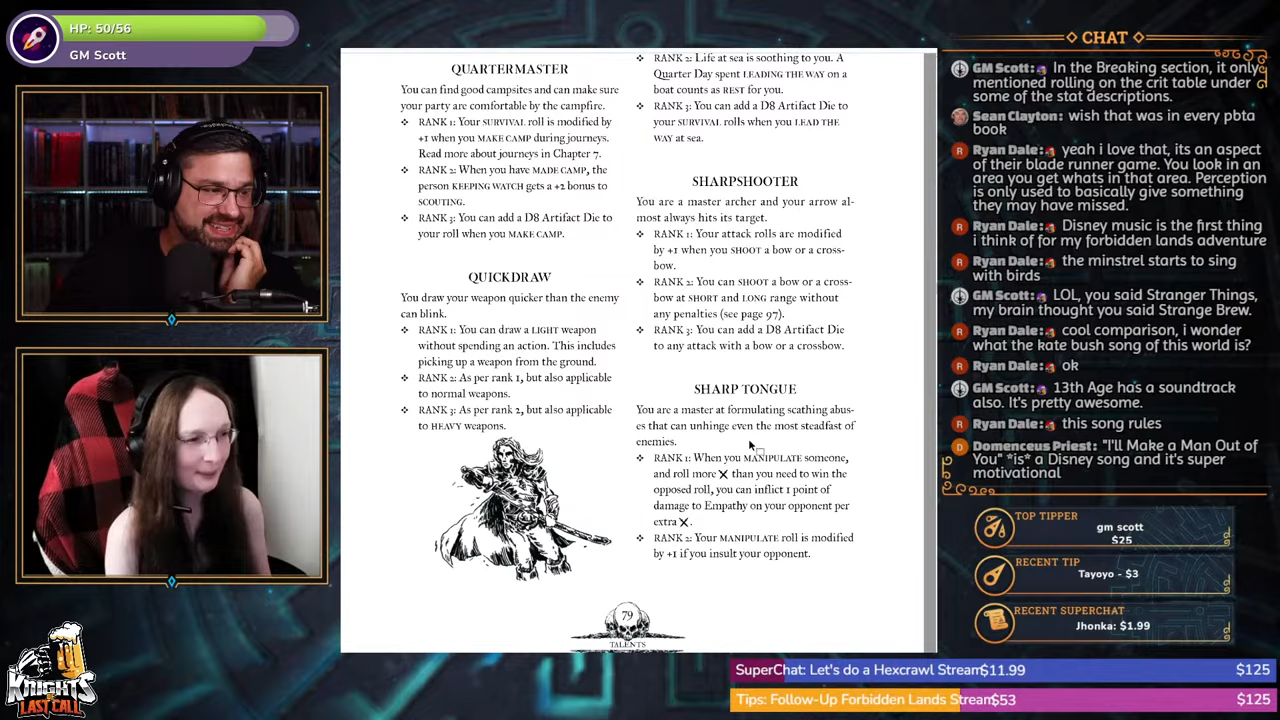 HP: 50/56
GM Scott
QUARTERMASTER
You can find good campsites and can make sure
your party are comfortable by the campfire.
❖ RANK 1: Your SURVIVAL roll is modified by
+1 when you MAKE CAMP during journeys.
Read more about journeys in Chapter 7.
❖ RANK 2: When you have MADE CAMP, the
person KEEPING WATCH gets a +2 bonus to
SCOUTING.
❖ RANK 3: You can add a D8 Artifact Die to
your roll when you MAKE CAMP.
QUICKDRAW
You draw your weapon quicker than the enemy
can blink.
❖ RANK 1: You can draw a LIGHT weapon
without spending an action. This includes
picking up a weapon from the ground.
❖ RANK 2: As per rank 1, but also applicable
to normal weapons.
❖ RANK 3: As per rank 2, but also applicable
to HEAVY weapons.
❖ RANK 2: Life at sea is soothing to you. A
Quarter Day spent LEADING THE WAY on a
boat counts as REST for you.
❖ RANK 3: You can add a D8 Artifact Die to
your SURVIVAL rolls when you LEAD THE
WAY at sea.
SHARPSHOOTER
You are a master archer and your arrow al-
most always hits its target.
❖ RANK 1: Your attack rolls are modified
by +1 when you SHOOT a bow or a cross-
bow.
❖ RANK 2: You can SHOOT a bow or a cross-
bow at SHORT and LONG range without
any penalties (see page 97).
❖ RANK 3: You can add a D8 Artifact Die
to any attack with a bow or a crossbow.
SHARP TONGUE
You are a master at formulating scathing abus-
es that can unhinge even the most steadfast of
enemies.
❖ RANK 1: When you MANIPULATE someone,
and roll more ⚔ than you need to win the
opposed roll, you can inflict 1 point of
damage to Empathy on your opponent per
extra ⚔.
❖ RANK 2: Your MANIPULATE roll is modified
by +1 if you insult your opponent.
79
TALENTS
CHAT
GM Scott: In the Breaking section, it only
mentioned rolling on the crit table under
some of the stat descriptions.
Sean Clayton: wish that was in every pbta
book
Ryan Dale: yeah i love that, its an aspect
of their blade runner game. You look in an
area you get whats in that area. Perception
is only used to basically give something
they may have missed.
Ryan Dale: Disney music is the first thing
i think of for my forbidden lands adventure
Ryan Dale: the minstrel starts to sing
with birds
GM Scott: LOL, you said Stranger Things,
my brain thought you said Strange Brew.
Ryan Dale: cool comparison, i wonder
what the kate bush song of this world is?
Ryan Dale: ok
GM Scott: 13th Age has a soundtrack
also. It's pretty awesome.
Ryan Dale: this song rules
Domenceus Priest: "I'll Make a Man Out of
You" *is* a Disney song and it's super
motivational
TOP TIPPER
gm scott
$25
RECENT TIP
Tayoyo - $3
RECENT SUPERCHAT
Jhonka: $1.99
SuperChat: Let's do a Hexcrawl Stream $11.99 $125
Tips: Follow-Up Forbidden Lands Stream $53 $125
KNIGHTS
OF
LAST CALL